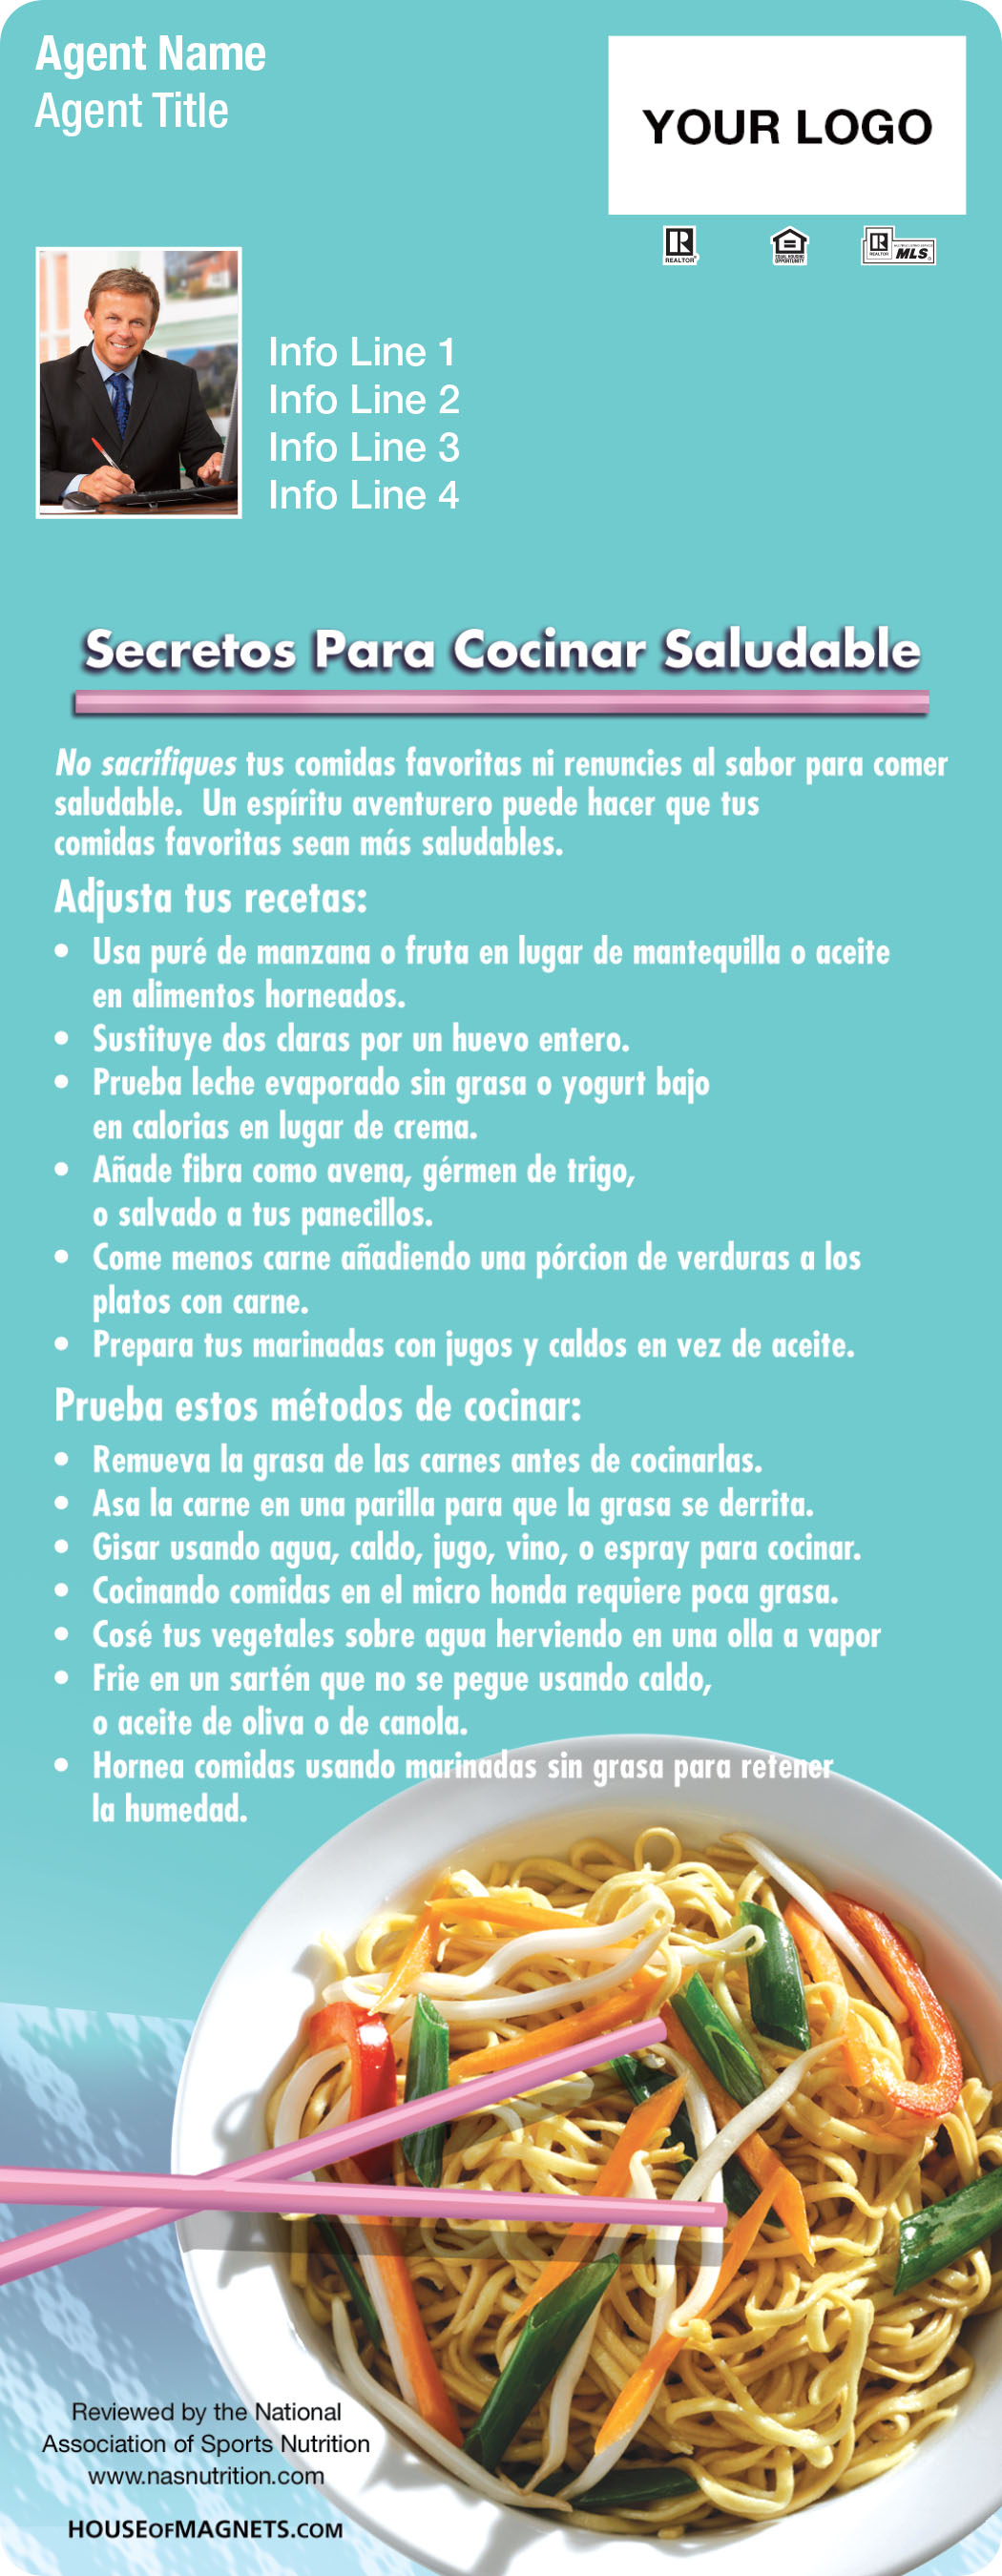 Agent Name
Agent Title
YOUR LOGO
REALTOR
EQUAL HOUSING
OPPORTUNITY
REALTOR
MLS
Info Line 1
Info Line 2
Info Line 3
Info Line 4
Secretos Para Cocinar Saludable
No sacrifiques tus comidas favoritas ni renuncies al sabor para comer
saludable.  Un espíritu aventurero puede hacer que tus
comidas favoritas sean más saludables.
Adjusta tus recetas:
• Usa puré de manzana o fruta en lugar de mantequilla o aceite
en alimentos horneados.
• Sustituye dos claras por un huevo entero.
• Prueba leche evaporado sin grasa o yogurt bajo
en calorias en lugar de crema.
• Añade fibra como avena, gérmen de trigo,
o salvado a tus panecillos.
• Come menos carne añadiendo una pórcion de verduras a los
platos con carne.
• Prepara tus marinadas con jugos y caldos en vez de aceite.
Prueba estos métodos de cocinar:
• Remueva la grasa de las carnes antes de cocinarlas.
• Asa la carne en una parilla para que la grasa se derrita.
• Gisar usando agua, caldo, jugo, vino, o espray para cocinar.
• Cocinando comidas en el micro honda requiere poca grasa.
• Cosé tus vegetales sobre agua herviendo en una olla a vapor
• Frie en un sartén que no se pegue usando caldo,
o aceite de oliva o de canola.
• Hornea comidas usando marinadas sin grasa para retener
la humedad.
Reviewed by the National
Association of Sports Nutrition
www.nasnutrition.com
HOUSEOFMAGNETS.COM